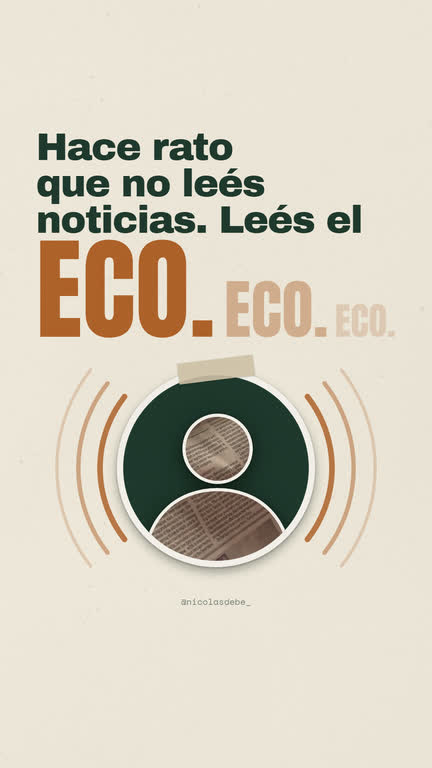 Hace rato
que no leés
noticias. Leés el
ECO. ECO. ECO.
@nicolasdebe_